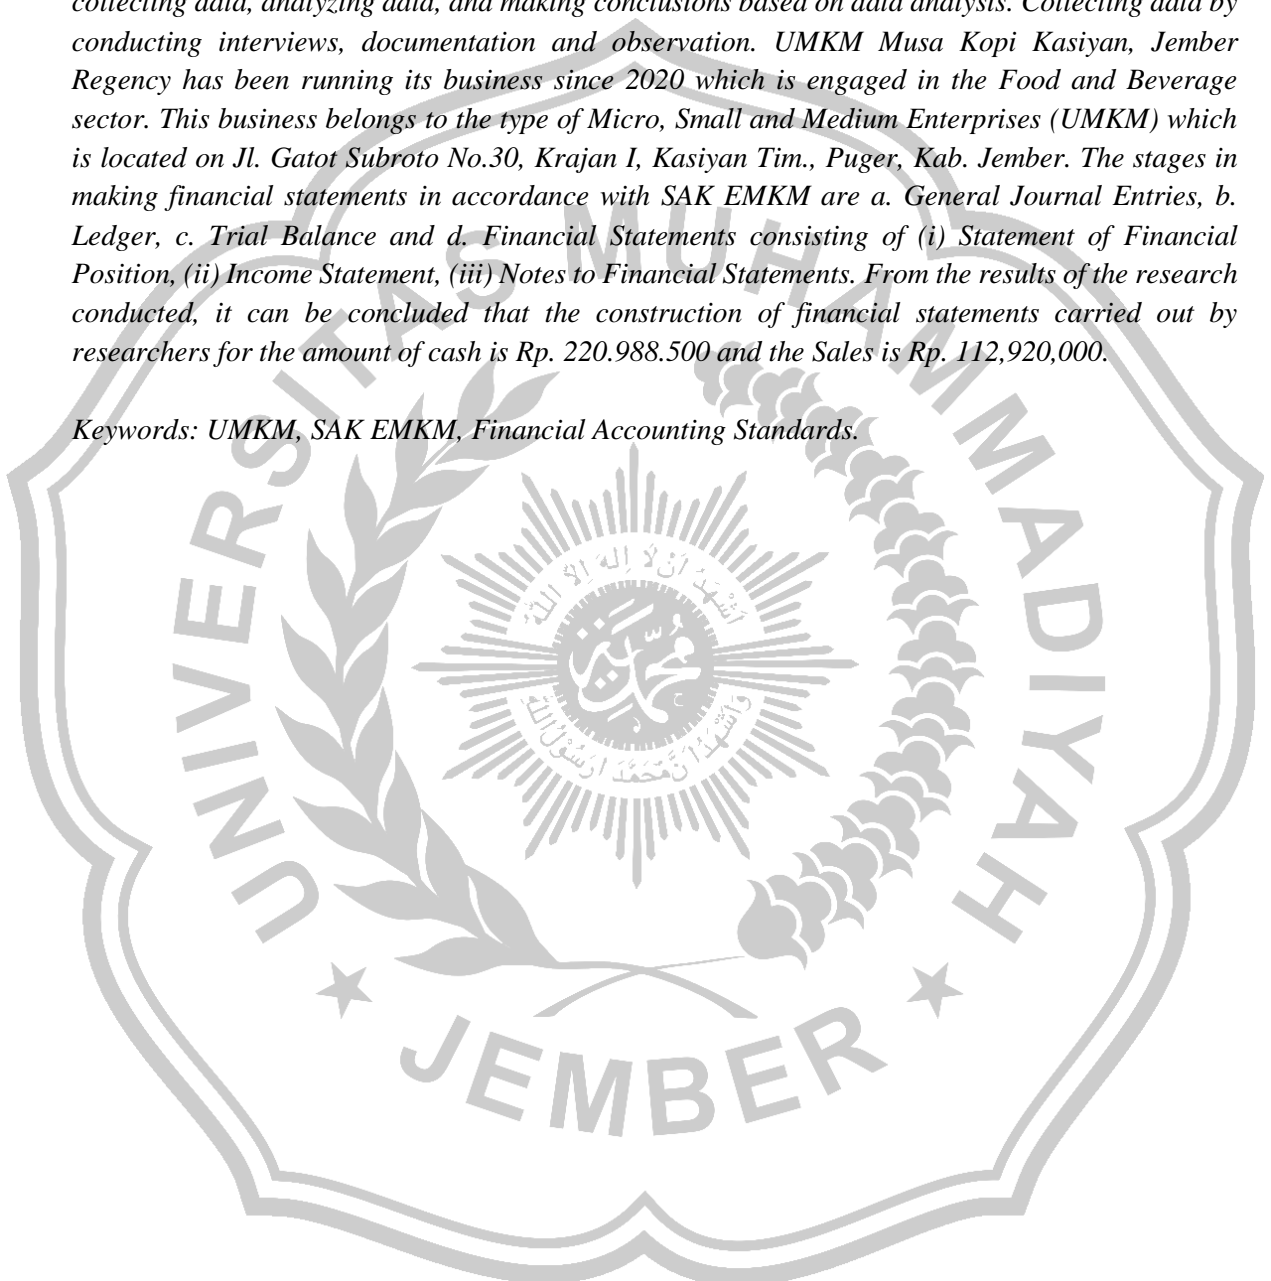 collecting data, analyzing data, and making conclusions based on data analysis. Collecting data by
conducting interviews, documentation and observation. UMKM Musa Kopi Kasiyan, Jember
Regency has been running its business since 2020 which is engaged in the Food and Beverage
sector. This business belongs to the type of Micro, Small and Medium Enterprises (UMKM) which
is located on Jl. Gatot Subroto No.30, Krajan I, Kasiyan Tim., Puger, Kab. Jember. The stages in
making financial statements in accordance with SAK EMKM are a. General Journal Entries, b.
Ledger, c. Trial Balance and d. Financial Statements consisting of (i) Statement of Financial
Position, (ii) Income Statement, (iii) Notes to Financial Statements. From the results of the research
conducted, it can be concluded that the construction of financial statements carried out by
researchers for the amount of cash is Rp. 220.988.500 and the Sales is Rp. 112,920,000.
Keywords: UMKM, SAK EMKM, Financial Accounting Standards.
UNIVERSITAS MUHAMMADIYAH
JEMBER